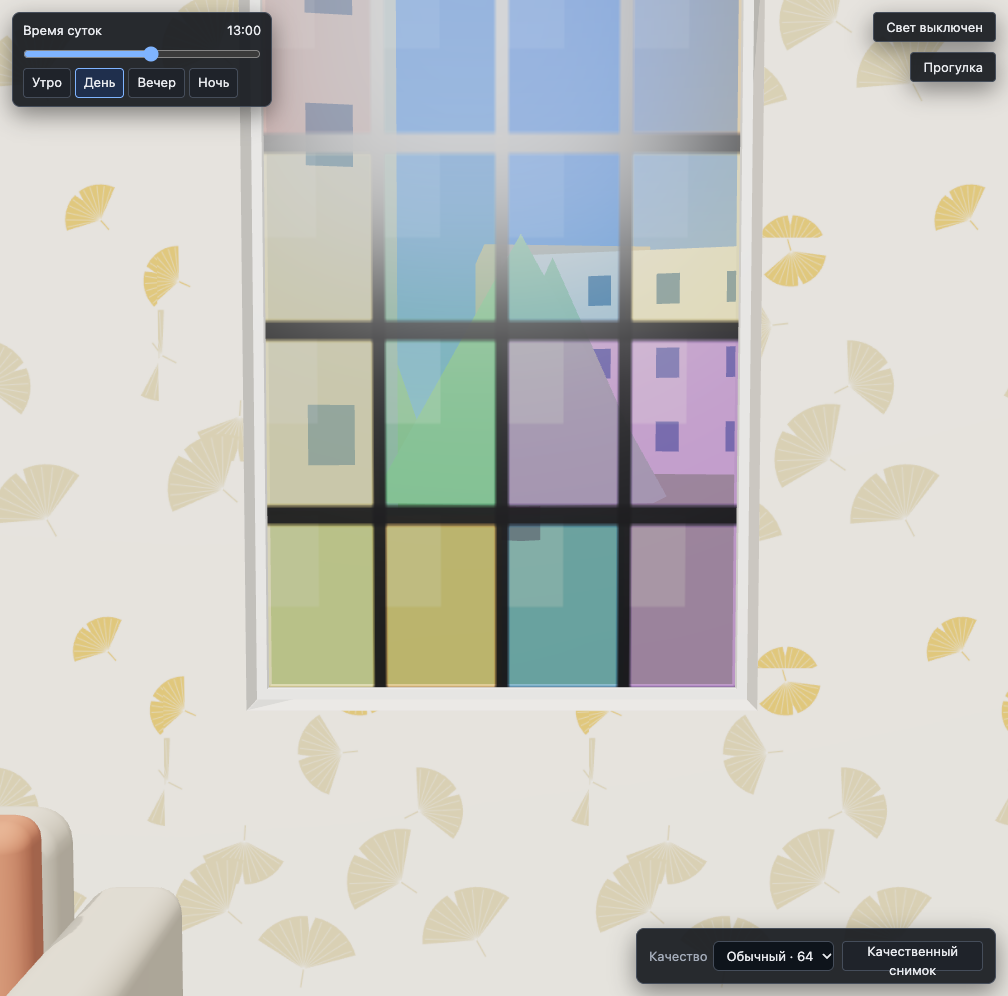 Время суток 13:00
Утро День Вечер Ночь
Свет выключен
Прогулка
Качество Обычный · 64 Качественный
снимок